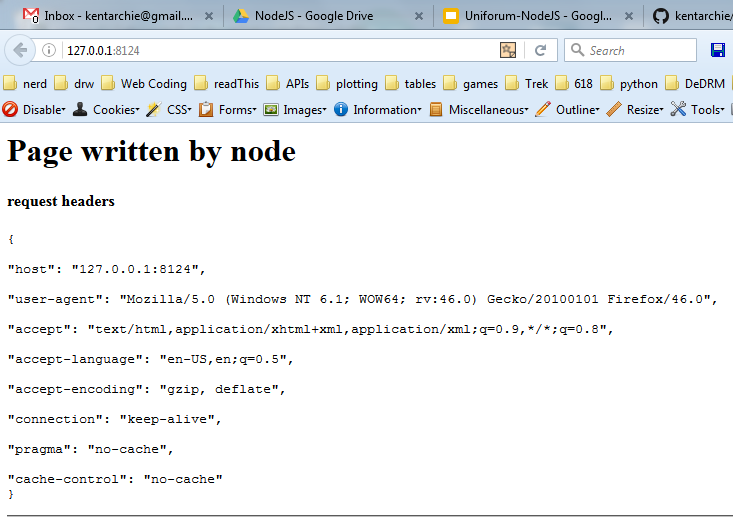 Inbox - kentarchie@gmail.... × NodeJS - Google Drive × Uniforum-NodeJS - Googl... × kentarchie/
127.0.0.1:8124 Search
nerd drw Web Coding readThis APIs plotting tables games Trek 618 python DeDRM
Disable Cookies CSS Forms Images Information Miscellaneous Outline Resize Tools
Page written by node
request headers
{
"host": "127.0.0.1:8124",
"user-agent": "Mozilla/5.0 (Windows NT 6.1; WOW64; rv:46.0) Gecko/20100101 Firefox/46.0",
"accept": "text/html,application/xhtml+xml,application/xml;q=0.9,*/*;q=0.8",
"accept-language": "en-US,en;q=0.5",
"accept-encoding": "gzip, deflate",
"connection": "keep-alive",
"pragma": "no-cache",
"cache-control": "no-cache"
}